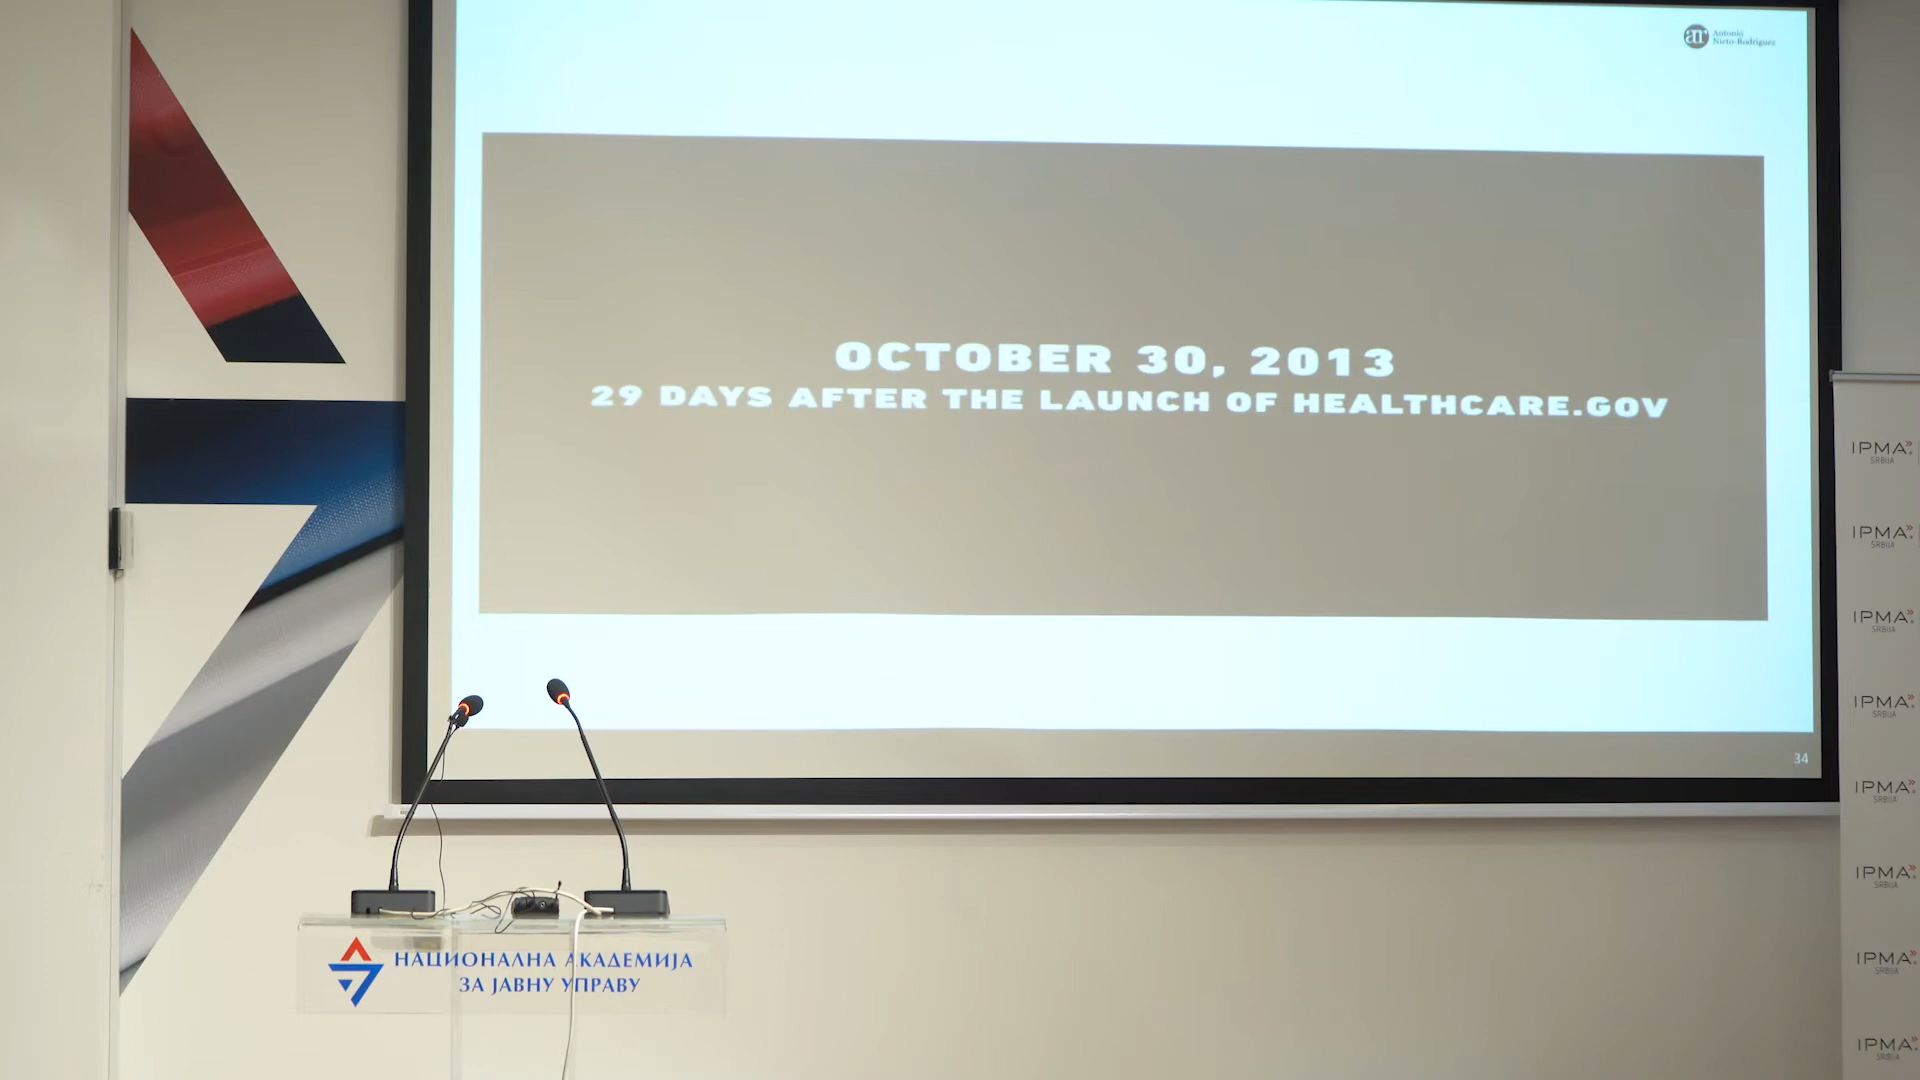 Antonio
Nieto-Rodriguez
OCTOBER 30, 2013
29 DAYS AFTER THE LAUNCH OF HEALTHCARE.GOV
34
НАЦИОНАЛНА АКАДЕМИЈА
ЗА ЈАВНУ УПРАВУ
IPMA
SRBIJA
IPMA
SRBIJA
IPMA
SRBIJA
IPMA
SRBIJA
IPMA
SRBIJA
IPMA
SRBIJA
IPMA
SRBIJA
IPMA
SRBIJA